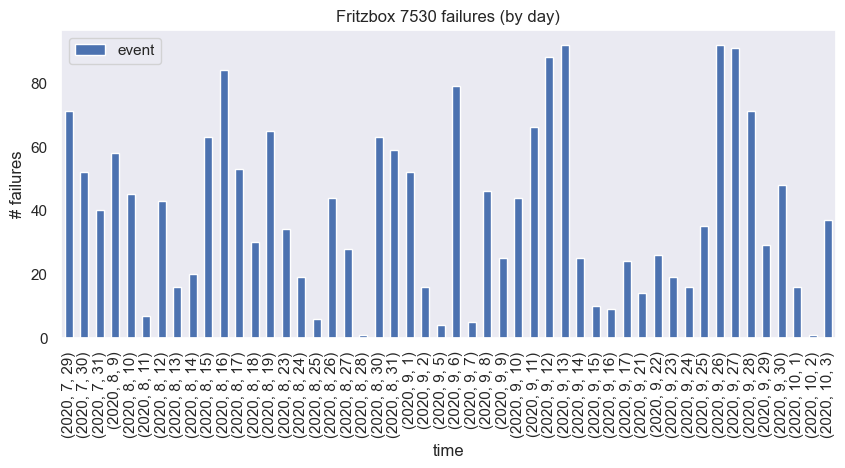 Fritzbox 7530 failures (by day)
event
# failures
80
60
40
20
0
(2020, 7, 29)
(2020, 7, 30)
(2020, 7, 31)
(2020, 8, 9)
(2020, 8, 10)
(2020, 8, 11)
(2020, 8, 12)
(2020, 8, 13)
(2020, 8, 14)
(2020, 8, 15)
(2020, 8, 16)
(2020, 8, 17)
(2020, 8, 18)
(2020, 8, 19)
(2020, 8, 23)
(2020, 8, 24)
(2020, 8, 25)
(2020, 8, 26)
(2020, 8, 27)
(2020, 8, 28)
(2020, 8, 30)
(2020, 8, 31)
(2020, 9, 1)
(2020, 9, 2)
(2020, 9, 5)
(2020, 9, 6)
(2020, 9, 7)
(2020, 9, 8)
(2020, 9, 9)
(2020, 9, 10)
(2020, 9, 11)
(2020, 9, 12)
(2020, 9, 13)
(2020, 9, 14)
(2020, 9, 15)
(2020, 9, 16)
(2020, 9, 17)
(2020, 9, 21)
(2020, 9, 22)
(2020, 9, 23)
(2020, 9, 24)
(2020, 9, 25)
(2020, 9, 26)
(2020, 9, 27)
(2020, 9, 28)
(2020, 9, 29)
(2020, 9, 30)
(2020, 10, 1)
(2020, 10, 2)
(2020, 10, 3)
time